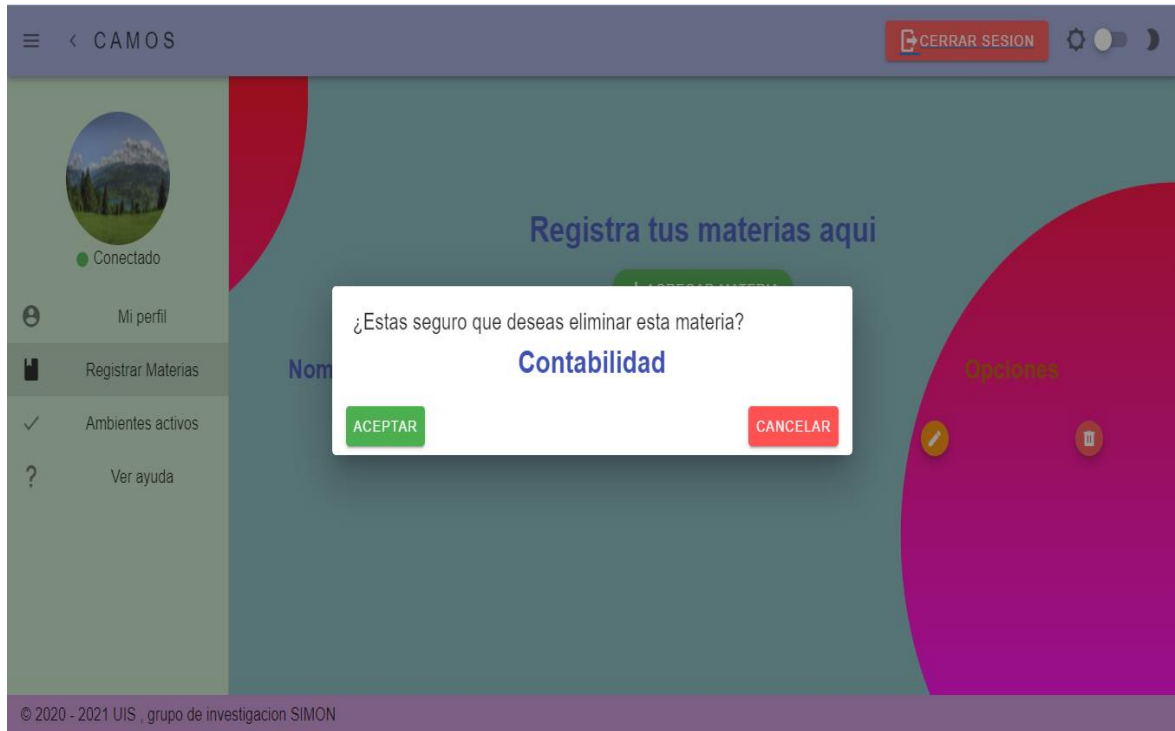 CAMOS
CERRAR SESION
Conectado
Mi perfil
Registrar Materias
Ambientes activos
Ver ayuda
Registra tus materias aqui
¿Estas seguro que deseas eliminar esta materia?
Contabilidad
ACEPTAR
CANCELAR
Nom
Opciones
© 2020 - 2021 UIS , grupo de investigacion SIMON